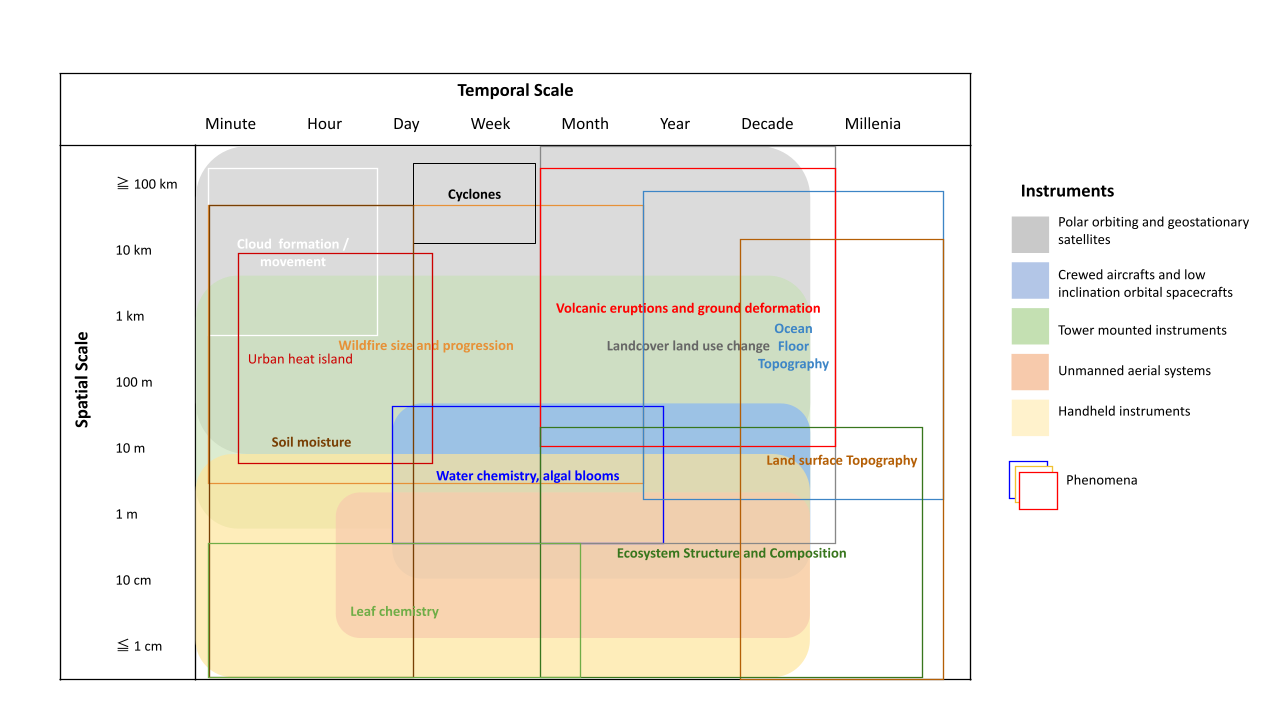 Temporal Scale
Minute Hour Day Week Month Year Decade Millenia
Spatial Scale
≧ 100 km
10 km
1 km
100 m
10 m
1 m
10 cm
≦ 1 cm
Cyclones
Cloud formation /
movement
Volcanic eruptions and ground deformation
Wildfire size and progression
Urban heat island
Landcover land use change
Ocean
Floor
Topography
Soil moisture
Water chemistry, algal blooms
Land surface Topography
Ecosystem Structure and Composition
Leaf chemistry
Instruments
Polar orbiting and geostationary
satellites
Crewed aircrafts and low
inclination orbital spacecrafts
Tower mounted instruments
Unmanned aerial systems
Handheld instruments
Phenomena